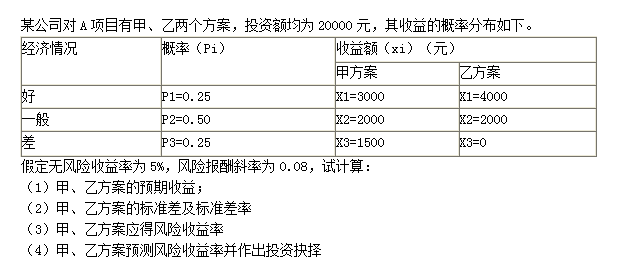 某公司对A项目有甲、乙两个方案，投资额均为20000元，其收益的概率分布如下。
经济情况 概率（Pi） 收益额（xi）（元）
甲方案 乙方案
好 P1=0.25 X1=3000 X1=4000
一般 P2=0.50 X2=2000 X2=2000
差 P3=0.25 X3=1500 X3=0
假定无风险收益率为5%，风险报酬斜率为0.08，试计算：
（1）甲、乙方案的预期收益；
（2）甲、乙方案的标准差及标准差率
（3）甲、乙方案应得风险收益率
（4）甲、乙方案预测风险收益率并作出投资抉择